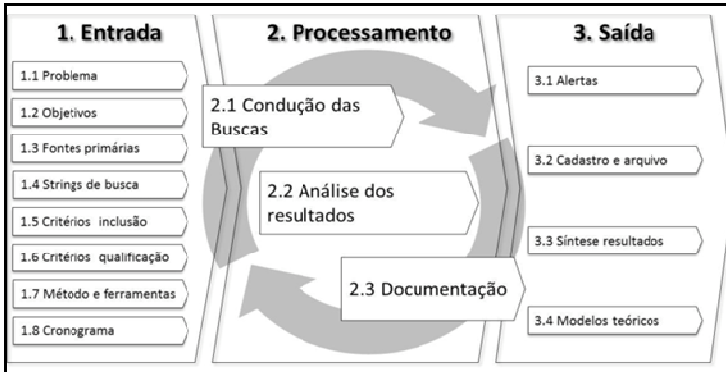 1. Entrada
1.1 Problema
1.2 Objetivos
1.3 Fontes primárias
1.4 Strings de busca
1.5 Critérios inclusão
1.6 Critérios qualificação
1.7 Método e ferramentas
1.8 Cronograma
2. Processamento
2.1 Condução das
Buscas
2.2 Análise dos
resultados
2.3 Documentação
3. Saída
3.1 Alertas
3.2 Cadastro e arquivo
3.3 Síntese resultados
3.4 Modelos teóricos